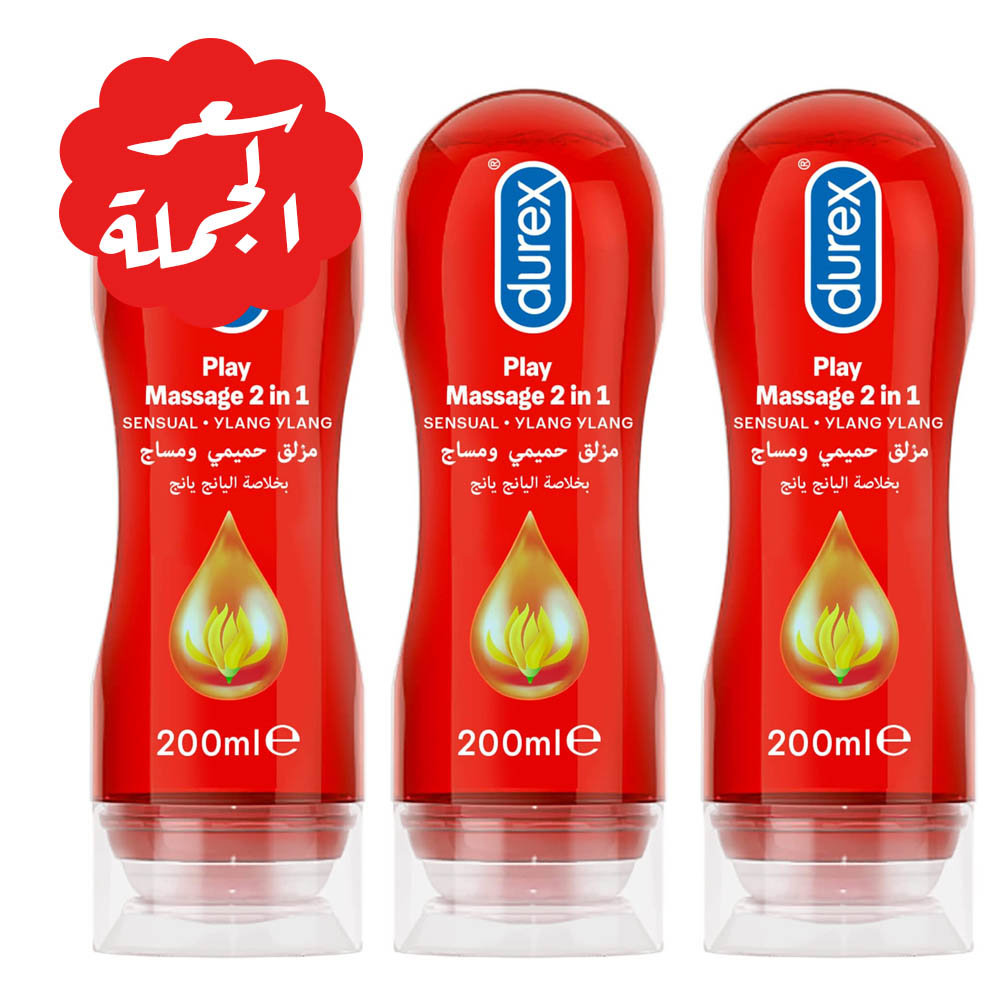 سعر
الجملة
Play
Massage 2 in 1
SENSUAL • YLANG YLANG
مزلق حميمي ومساج
بخلاصة اليانج يانج
200ml℮
durex®
Play
Massage 2 in 1
SENSUAL • YLANG YLANG
مزلق حميمي ومساج
بخلاصة اليانج يانج
200ml℮
durex®
Play
Massage 2 in 1
SENSUAL • YLANG YLANG
مزلق حميمي ومساج
بخلاصة اليانج يانج
200ml℮